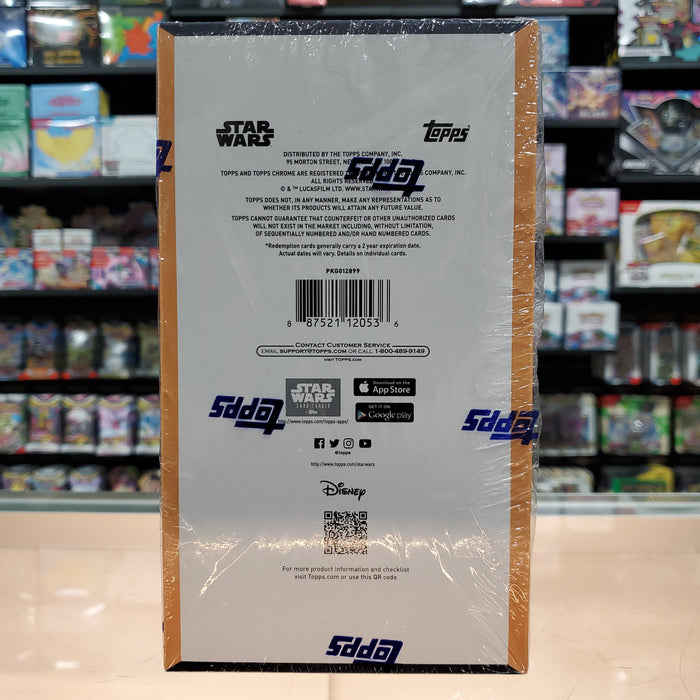 STAR WARS
Topps
DISTRIBUTED BY THE TOPPS COMPANY, INC.
95 MORTON STREET,
TOPPS AND TOPPS CHROME ARE REGISTERED COMPANY, INC.
ALL RIGHTS RESERVED.
© & ™ LUCASFILM LTD.
TOPPS DOES NOT, IN ANY MANNER, MAKE ANY REPRESENTATIONS AS TO
WHETHER ITS PRODUCTS WILL ATTAIN ANY FUTURE VALUE.
TOPPS CANNOT GUARANTEE THAT COUNTERFEIT OR OTHER UNAUTHORIZED CARDS
WILL NOT EXIST IN THE MARKET INCLUDING, WITHOUT LIMITATION,
OF SEQUENTIALLY NUMBERED AND/OR HAND NUMBERED CARDS.
*Redemption cards generally carry a 2 year expiration date.
Actual dates will vary. Details on individual cards.
PKG012899
8 87521 12053 6
CONTACT CUSTOMER SERVICE
EMAIL SUPPORT@TOPPS.COM OR CALL 1-800-489-9149
VISIT TOPPS.COM
STAR WARS
CARD TRADER
Topps
Download on the
App Store
GET IT ON
Google play
http://www.topps.com/topps-apps/
@topps
http://www.topps.com/starwars
Disney
For more product information and checklist
visit Topps.com or use this QR code
Topps
Topps
Topps
Topps